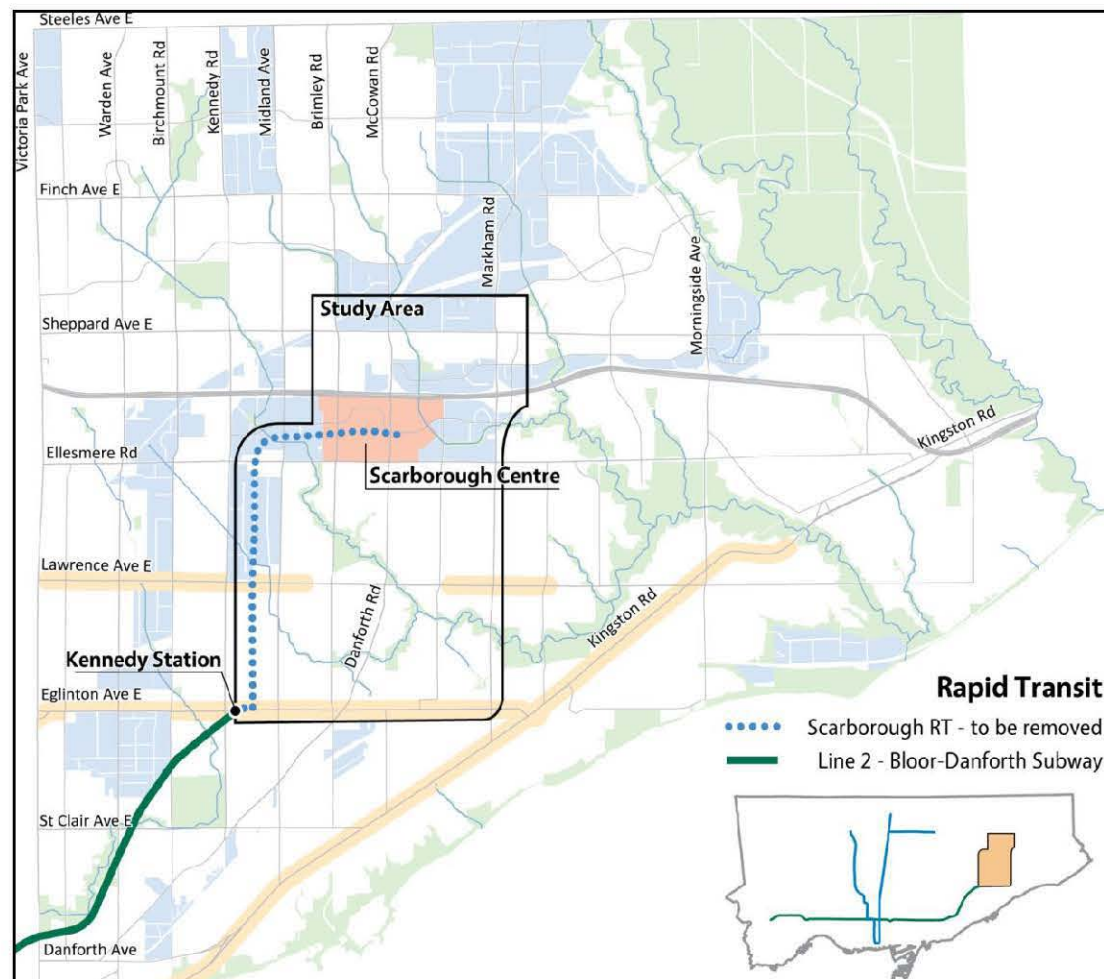 Steeles Ave E
Victoria Park Ave
Warden Ave
Birchmount Rd
Kennedy Rd
Midland Ave
Brimley Rd
McCowan Rd
Finch Ave E
Markham Rd
Morningside Ave
Study Area
Sheppard Ave E
Kingston Rd
Ellesmere Rd
Scarborough Centre
Lawrence Ave E
Danforth Rd
Kingston Rd
Kennedy Station
Eglinton Ave E
Rapid Transit
Scarborough RT - to be removed
Line 2 - Bloor-Danforth Subway
St Clair Ave E
Danforth Ave